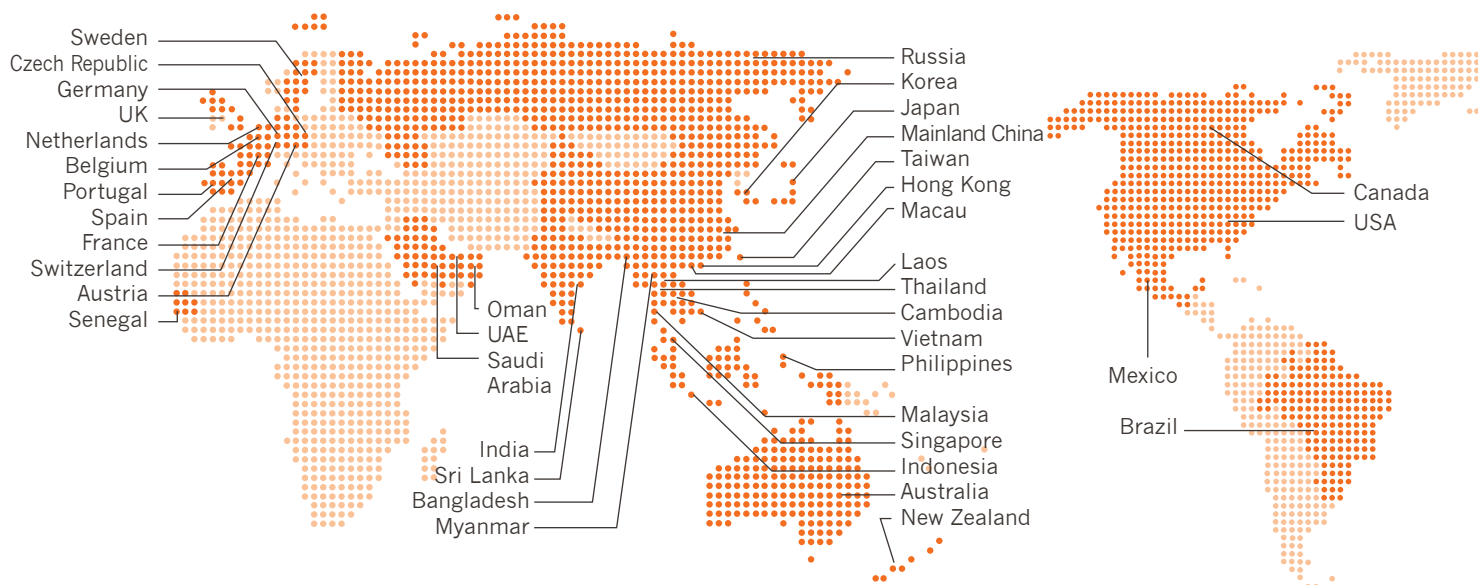 Sweden
Czech Republic
Germany
UK
Netherlands
Belgium
Portugal
Spain
France
Switzerland
Austria
Senegal
Oman
UAE
Saudi
Arabia
India
Sri Lanka
Bangladesh
Myanmar
Russia
Korea
Japan
Mainland China
Taiwan
Hong Kong
Macau
Laos
Thailand
Cambodia
Vietnam
Philippines
Malaysia
Singapore
Indonesia
Australia
New Zealand
Canada
USA
Mexico
Brazil